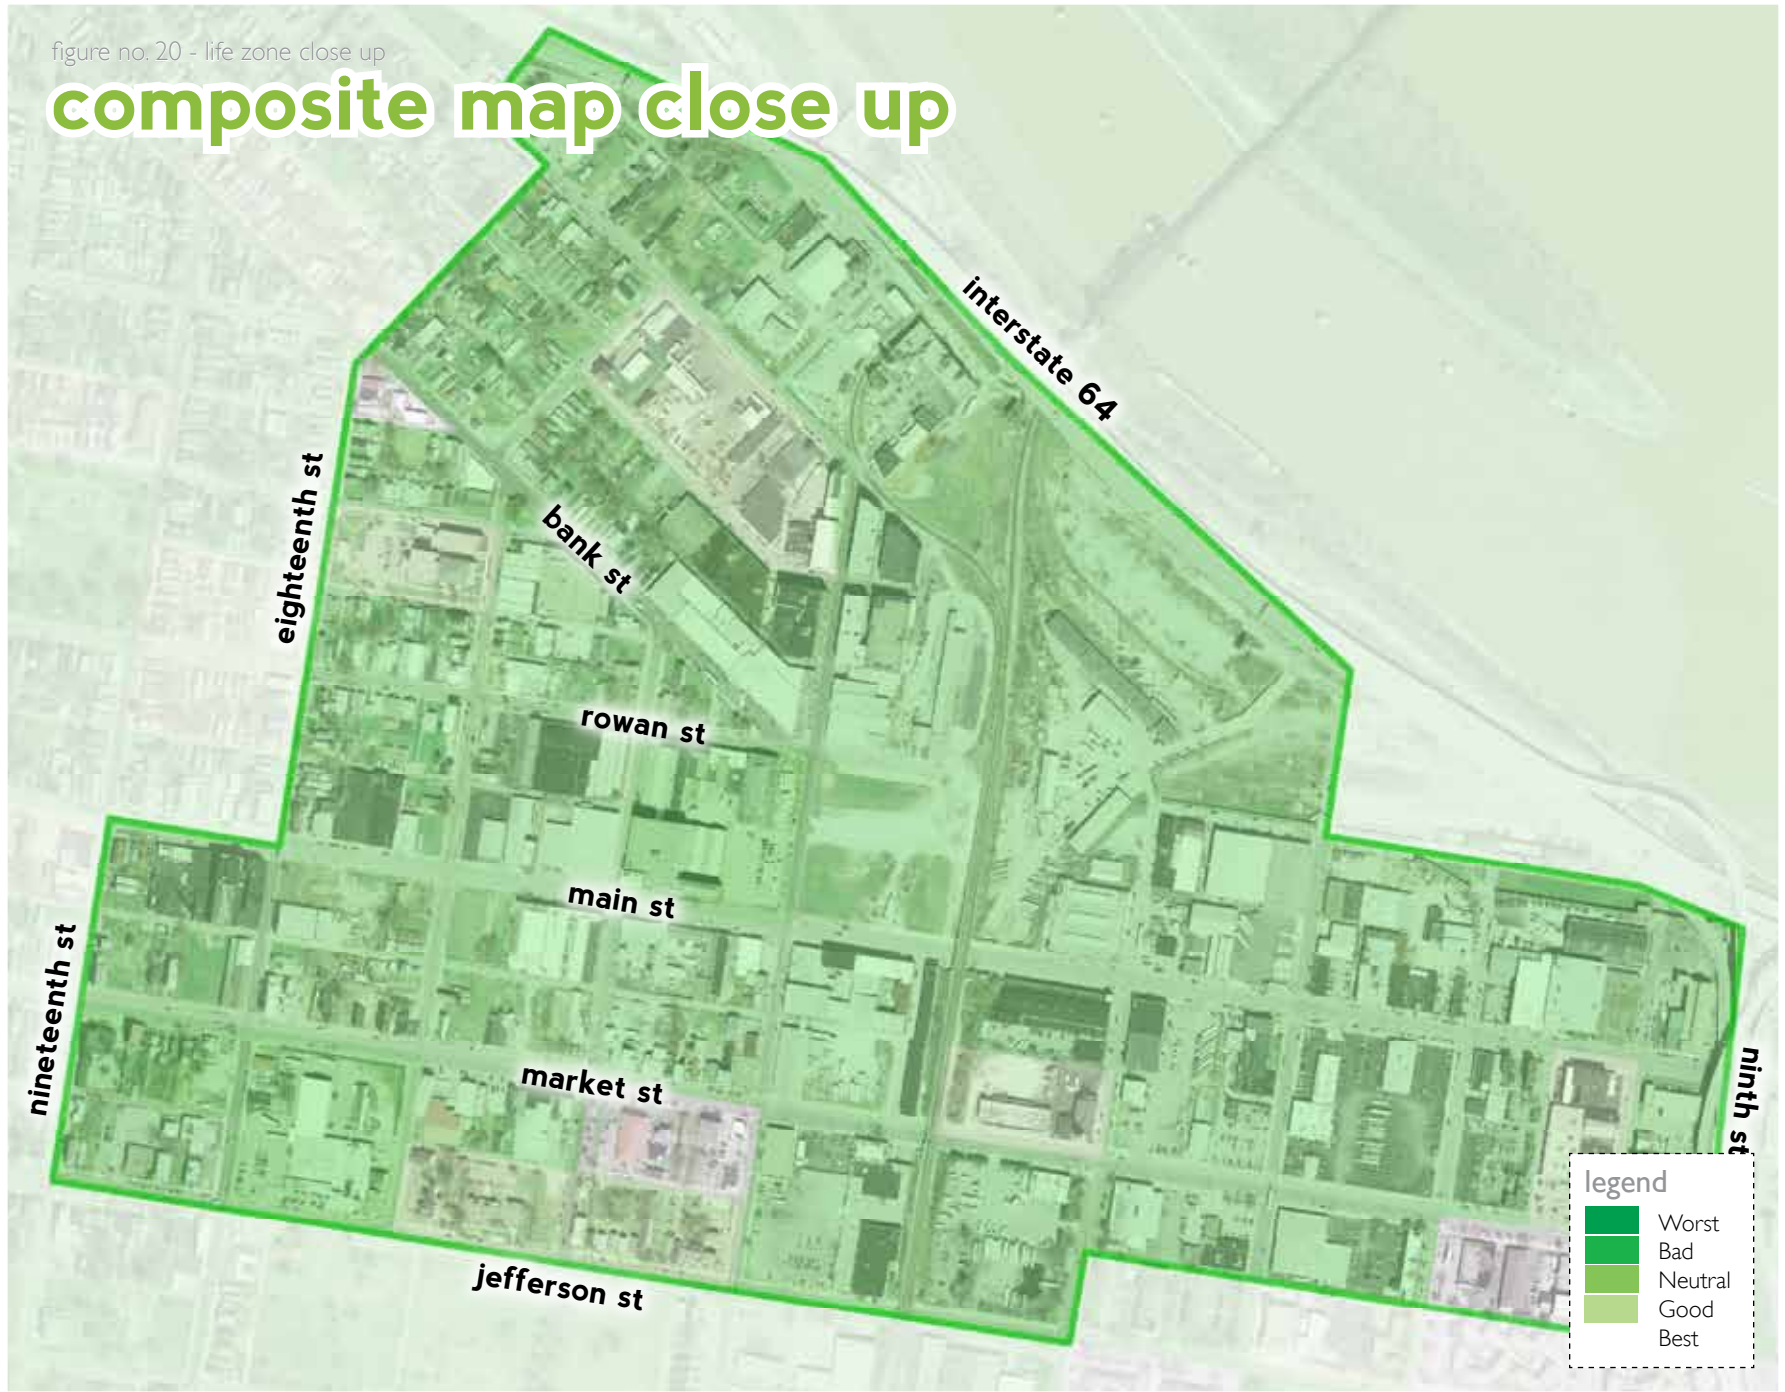 figure no. 20 - life zone close up
composite map close up
interstate 64
eighteenth st
bank st
rowan st
main st
nineteenth st
market st
ninth st
jefferson st
legend
Worst
Bad
Neutral
Good
Best